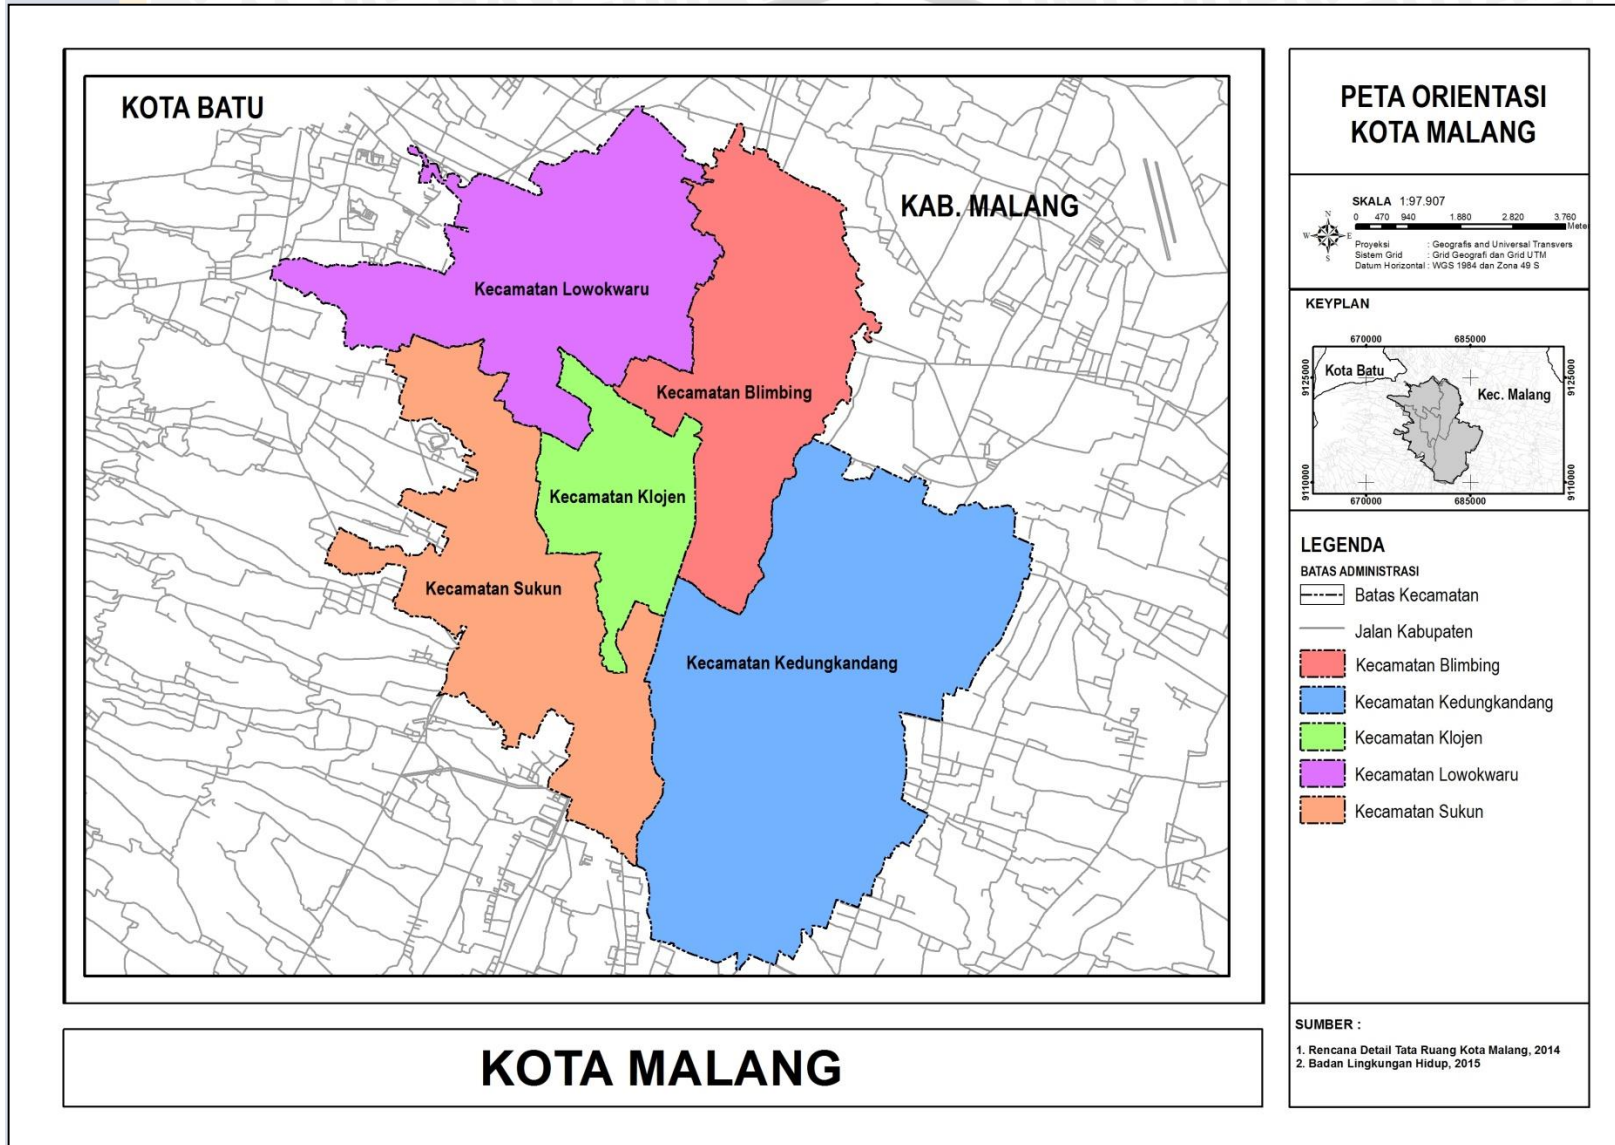 KOTA BATU
KAB. MALANG
Kecamatan Lowokwaru
Kecamatan Blimbing
Kecamatan Klojen
Kecamatan Sukun
Kecamatan Kedungkandang
KOTA MALANG
PETA ORIENTASI
KOTA MALANG
SKALA 1:97.907
0 470 940 1.880 2.820 3.760
Meter
N
W E
S
Proyeksi : Geografis and Universal Transvers
Sistem Grid : Grid Geografi dan Grid UTM
Datum Horizontal : WGS 1984 dan Zona 49 S
KEYPLAN
670000 685000
9125000 9125000
Kota Batu
Kec. Malang
9110000 9110000
670000 685000
LEGENDA
BATAS ADMINISTRASI
Batas Kecamatan
Jalan Kabupaten
Kecamatan Blimbing
Kecamatan Kedungkandang
Kecamatan Klojen
Kecamatan Lowokwaru
Kecamatan Sukun
SUMBER :
1. Rencana Detail Tata Ruang Kota Malang, 2014
2. Badan Lingkungan Hidup, 2015